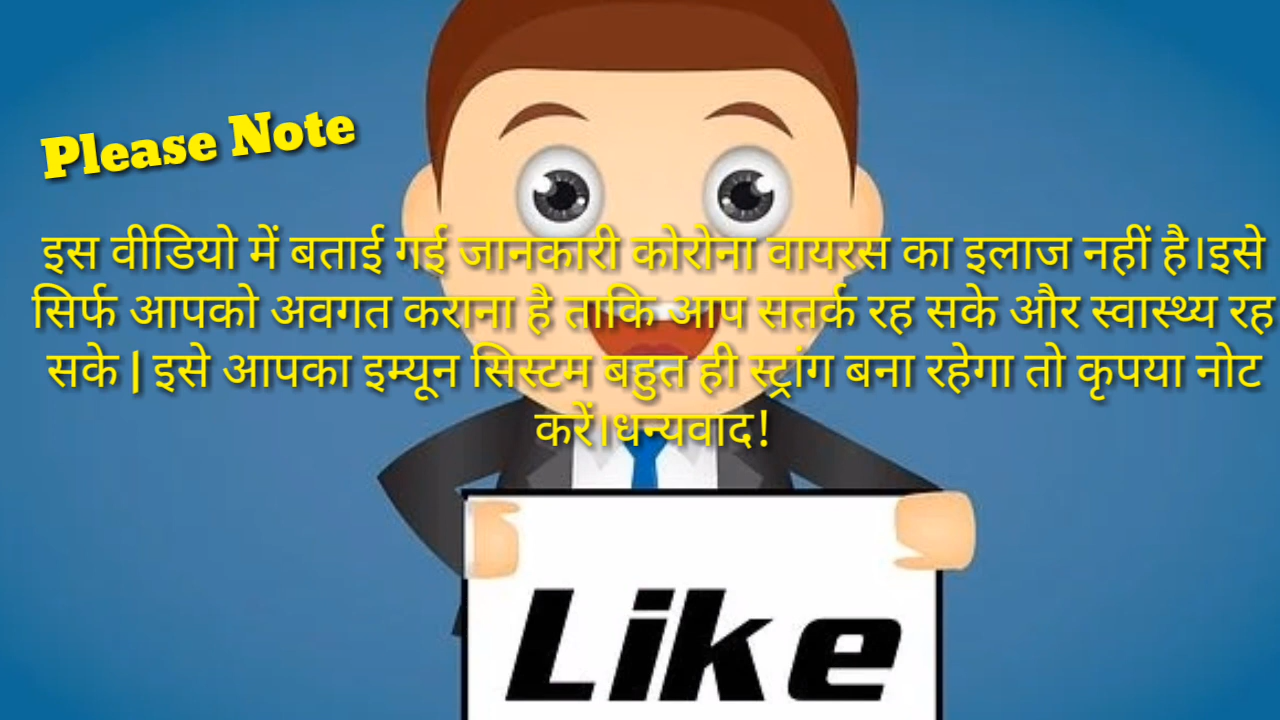 Please Note
इस वीडियो में बताई गई जानकारी कोरोना वायरस का इलाज नहीं है।इसे
सिर्फ आपको अवगत कराना है ताकि आप सतर्क रह सके और स्वास्थ्य रह
सके | इसे आपका इम्यून सिस्टम बहुत ही स्ट्रांग बना रहेगा तो कृपया नोट
करें।धन्यवाद!
Like